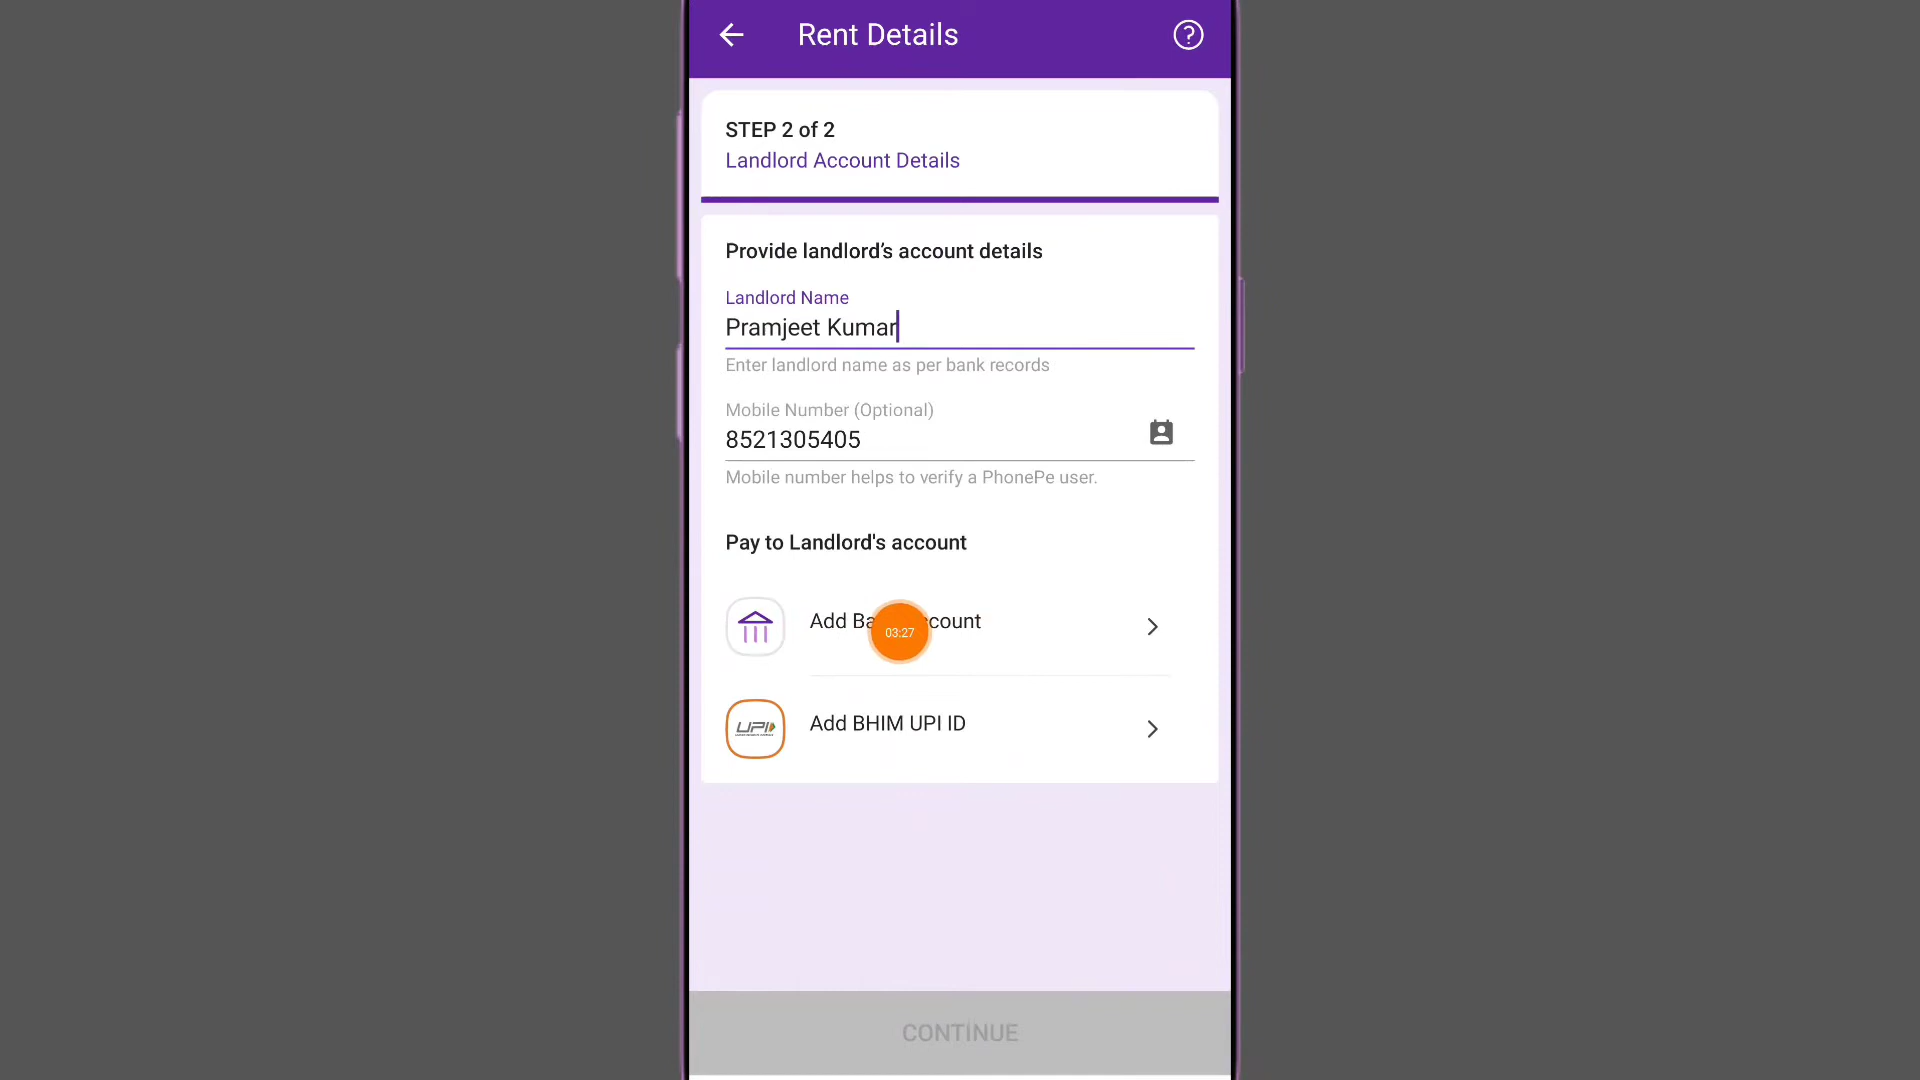 Rent Details
STEP 2 of 2
Landlord Account Details
Provide landlord's account details
Landlord Name
Pramjeet Kumar
Enter landlord name as per bank records
Mobile Number (Optional)
8521305405
Mobile number helps to verify a PhonePe user.
Pay to Landlord's account
Add Ba ccount
03:27
UPI
Add BHIM UPI ID
CONTINUE